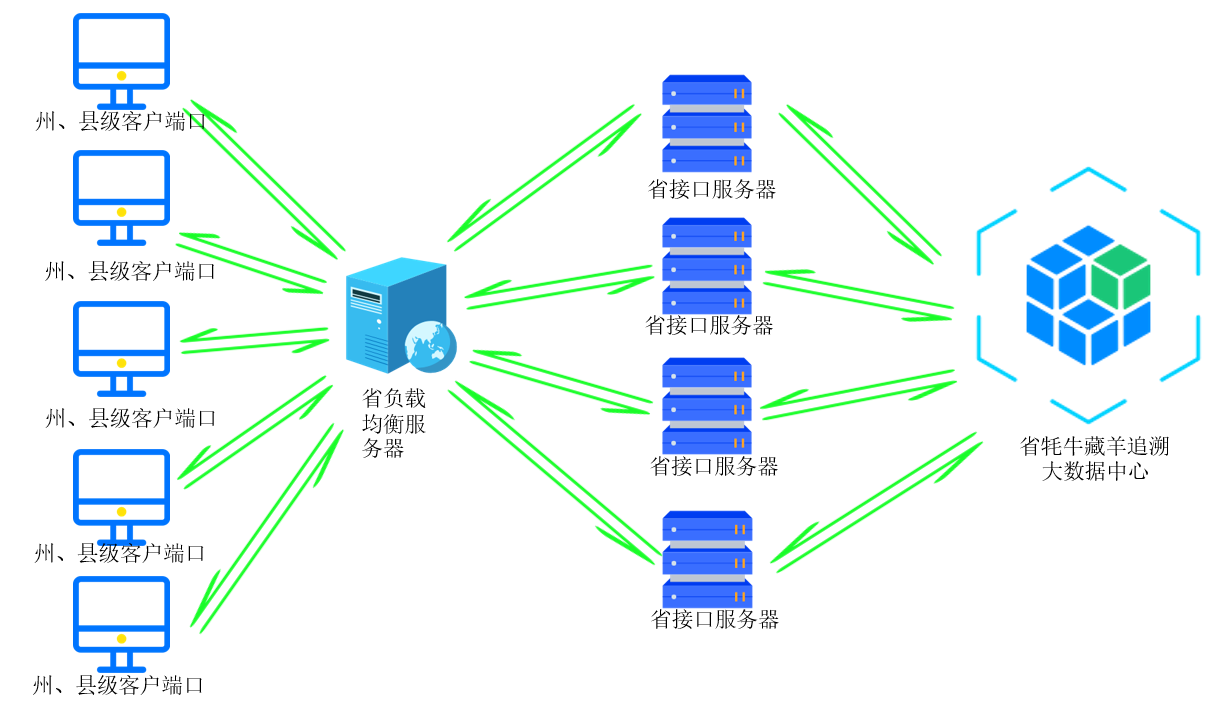 州、县级客户端口
州、县级客户端口
州、县级客户端口
州、县级客户端口
州、县级客户端口
省负载
均衡服
务器
省接口服务器
省接口服务器
省接口服务器
省接口服务器
省牦牛藏羊追溯
大数据中心